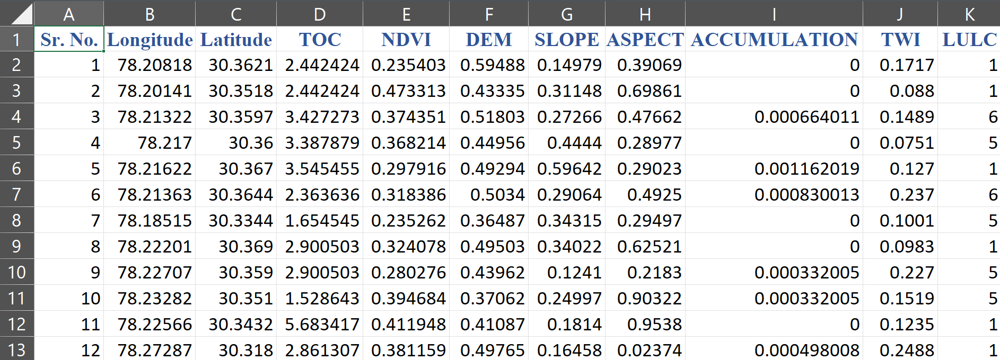 A B C D E F G H I J K
1 Sr. No. Longitude Latitude TOC NDVI DEM SLOPE ASPECT ACCUMULATION TWI LULC
2 1 78.20818 30.3621 2.442424 0.235403 0.59488 0.14979 0.39069 0 0.1717 1
3 2 78.20141 30.3518 2.442424 0.473313 0.43335 0.31148 0.69861 0 0.088 1
4 3 78.21322 30.3597 3.427273 0.374351 0.51803 0.27266 0.47662 0.000664011 0.1489 6
5 4 78.217 30.36 3.387879 0.368214 0.44956 0.4444 0.28977 0 0.0751 5
6 5 78.21622 30.367 3.545455 0.297916 0.49294 0.59642 0.29023 0.001162019 0.127 1
7 6 78.21363 30.3644 2.363636 0.318386 0.5034 0.29064 0.4925 0.000830013 0.237 6
8 7 78.18515 30.3344 1.654545 0.235262 0.36487 0.34315 0.29497 0 0.1001 5
9 8 78.22201 30.369 2.900503 0.324078 0.49503 0.34022 0.62521 0 0.0983 1
10 9 78.22707 30.359 2.900503 0.280276 0.43962 0.1241 0.2183 0.000332005 0.227 5
11 10 78.23282 30.351 1.528643 0.394684 0.37062 0.24997 0.90322 0.000332005 0.1519 5
12 11 78.22566 30.3432 5.683417 0.411948 0.41087 0.1814 0.9538 0 0.1235 1
13 12 78.27287 30.318 2.861307 0.381159 0.49765 0.16458 0.02374 0.000498008 0.2488 1